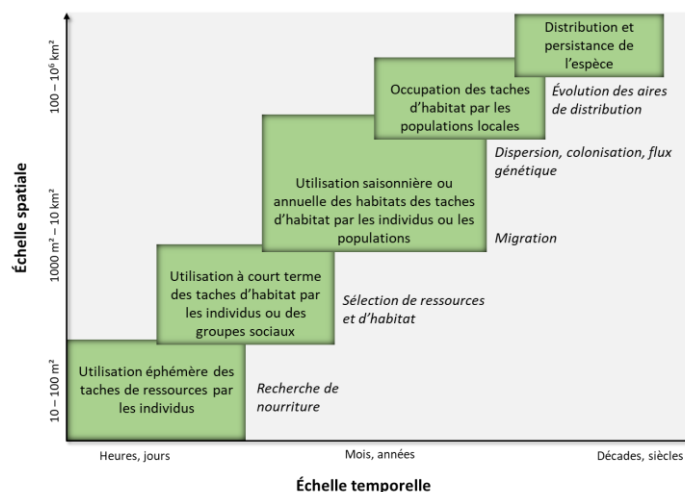 Échelle spatiale
100 – 10⁶ km²
1000 m² – 10 km²
10 – 100 m²
Distribution et
persistance de
l'espèce
Évolution des aires
de distribution
Occupation des taches
d'habitat par les
populations locales
Dispersion, colonisation, flux
génétique
Utilisation saisonnière ou
annuelle des habitats des taches
d'habitat par les individus ou les
populations
Migration
Utilisation à court terme
des taches d'habitat par
les individus ou des
groupes sociaux
Sélection de ressources
et d'habitat
Utilisation éphémère des
taches de ressources par
les individus
Recherche de
nourriture
Heures, jours
Mois, années
Décades, siècles
Échelle temporelle